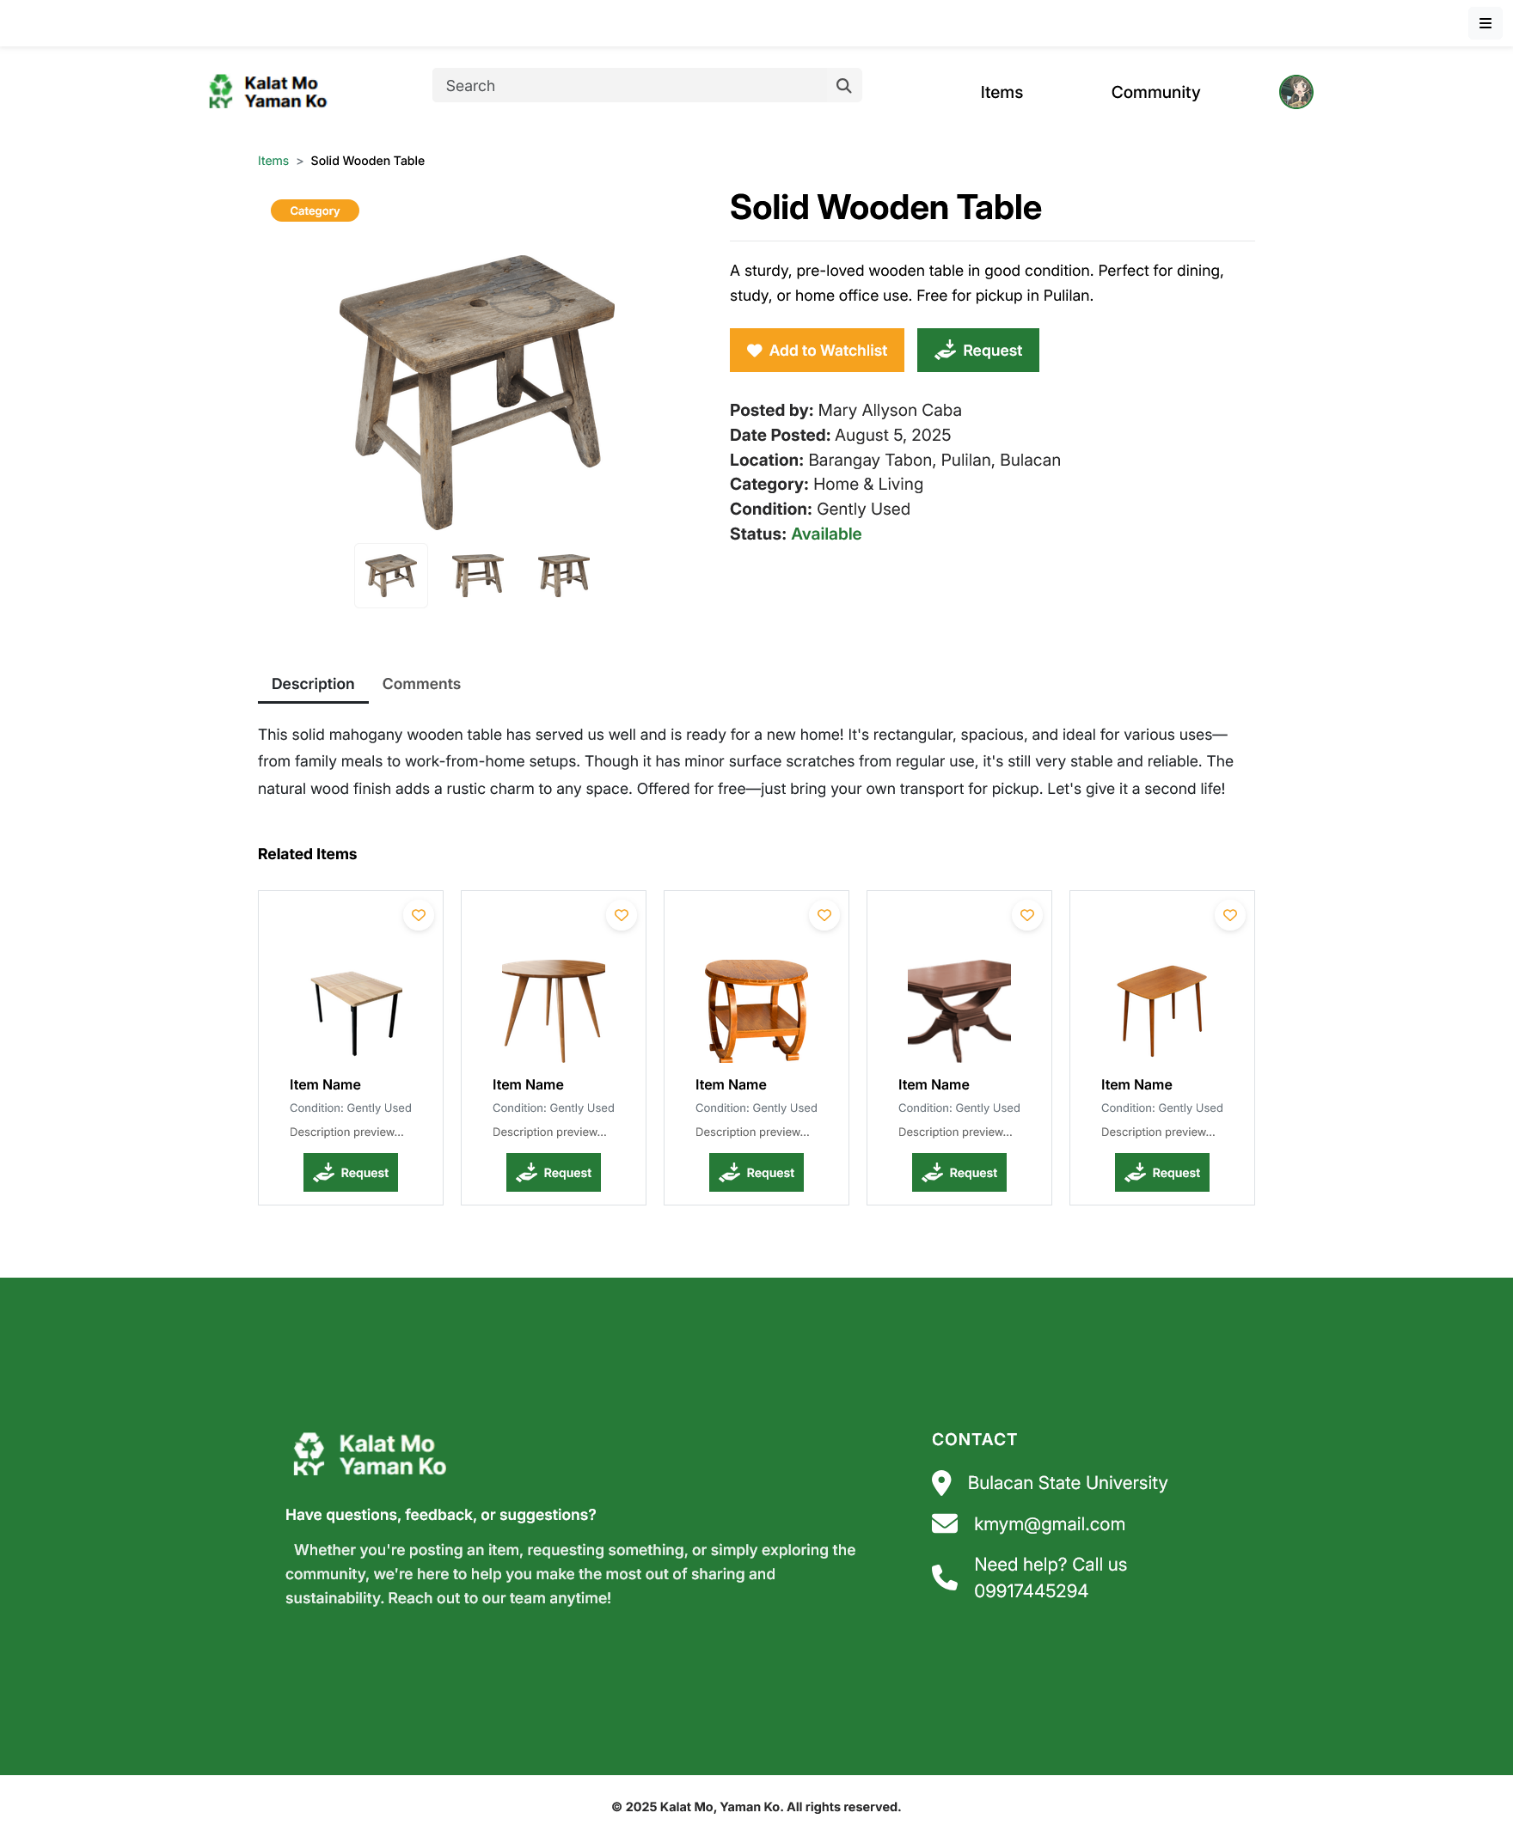 Kalat Mo
Yaman Ko
KY
Search
Items
Community
Items > Solid Wooden Table
Category
Solid Wooden Table
A sturdy, pre-loved wooden table in good condition. Perfect for dining,
study, or home office use. Free for pickup in Pulilan.
Add to Watchlist
Request
Posted by: Mary Allyson Caba
Date Posted: August 5, 2025
Location: Barangay Tabon, Pulilan, Bulacan
Category: Home & Living
Condition: Gently Used
Status: Available
Description
Comments
This solid mahogany wooden table has served us well and is ready for a new home! It's rectangular, spacious, and ideal for various uses—
from family meals to work-from-home setups. Though it has minor surface scratches from regular use, it's still very stable and reliable. The
natural wood finish adds a rustic charm to any space. Offered for free—just bring your own transport for pickup. Let's give it a second life!
Related Items
Item Name
Condition: Gently Used
Description preview...
Request
Item Name
Condition: Gently Used
Description preview...
Request
Item Name
Condition: Gently Used
Description preview...
Request
Item Name
Condition: Gently Used
Description preview...
Request
Item Name
Condition: Gently Used
Description preview...
Request
Kalat Mo
Yaman Ko
KY
Have questions, feedback, or suggestions?
Whether you're posting an item, requesting something, or simply exploring the
community, we're here to help you make the most out of sharing and
sustainability. Reach out to our team anytime!
CONTACT
Bulacan State University
kmym@gmail.com
Need help? Call us
09917445294
© 2025 Kalat Mo, Yaman Ko. All rights reserved.